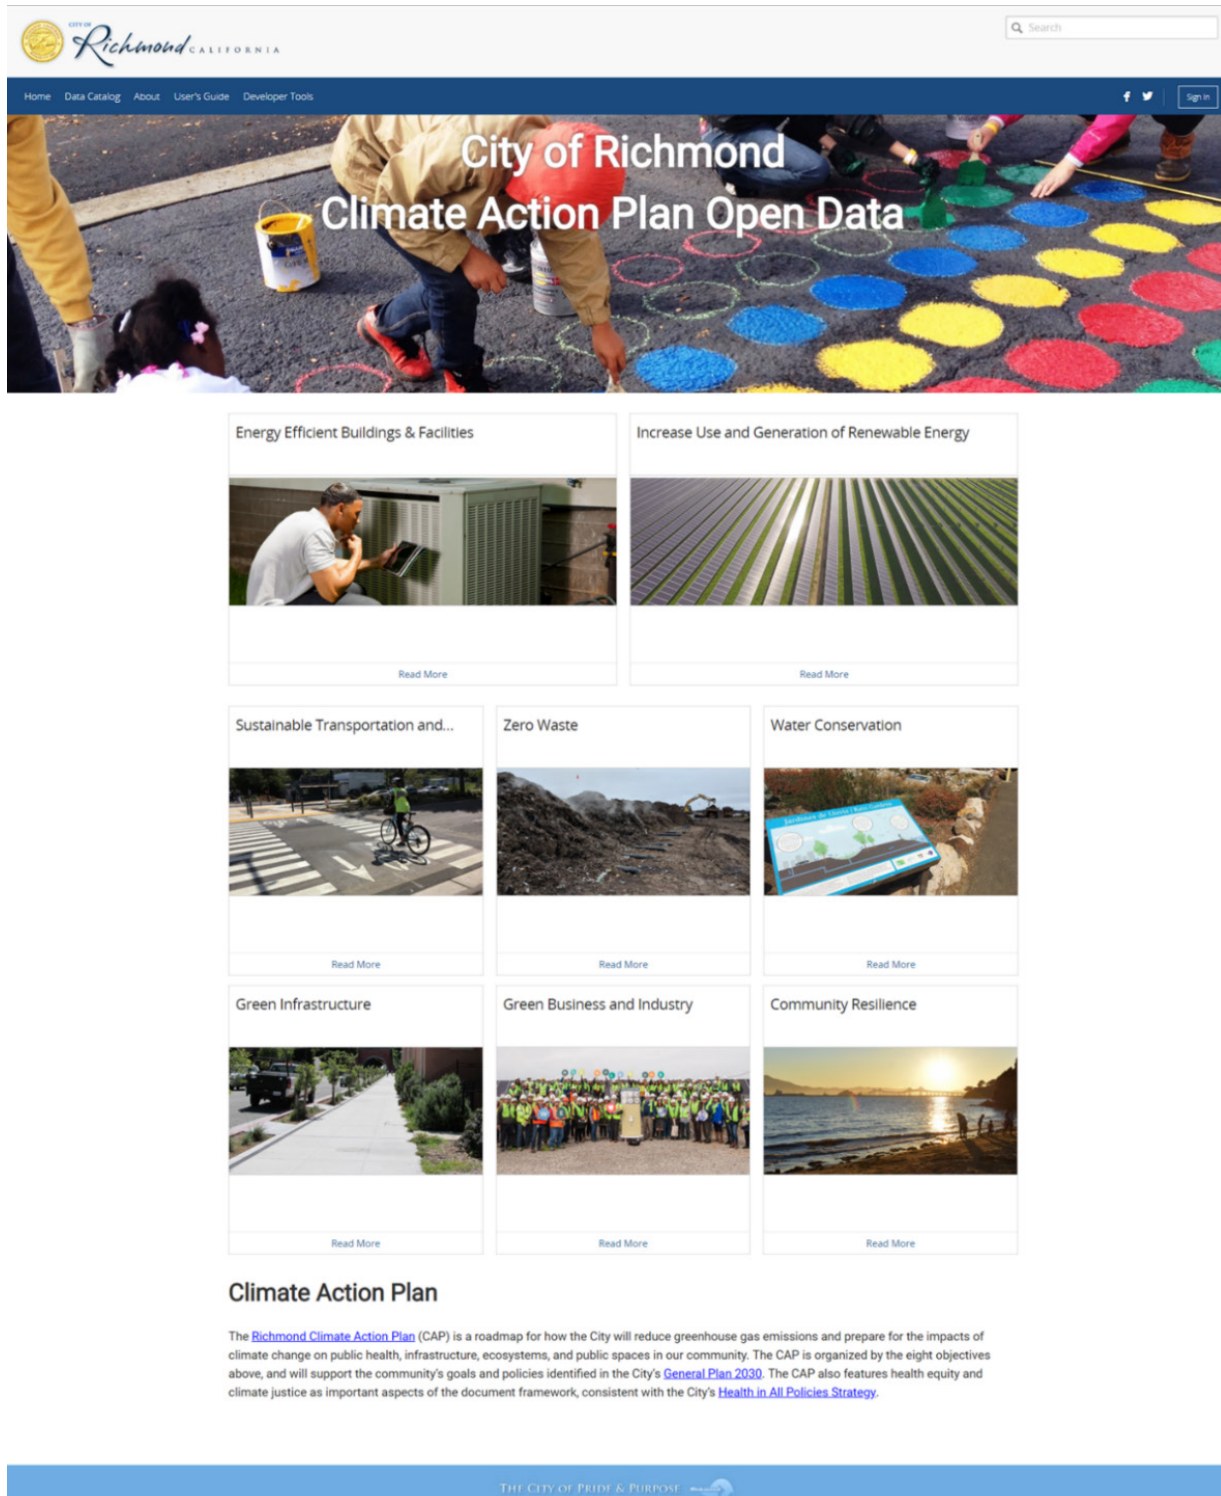 CITY OF
Richmond CALIFORNIA
Search
Home Data Catalog About User's Guide Developer Tools
Sign In
City of Richmond
Climate Action Plan Open Data
Energy Efficient Buildings & Facilities
Increase Use and Generation of Renewable Energy
Read More
Read More
Sustainable Transportation and...
Zero Waste
Water Conservation
Jardines de Lluvia / Rain Gardens
Read More
Read More
Read More
Green Infrastructure
Green Business and Industry
Community Resilience
Read More
Read More
Read More
Climate Action Plan
The Richmond Climate Action Plan (CAP) is a roadmap for how the City will reduce greenhouse gas emissions and prepare for the impacts of
climate change on public health, infrastructure, ecosystems, and public spaces in our community. The CAP is organized by the eight objectives
above, and will support the community's goals and policies identified in the City's General Plan 2030. The CAP also features health equity and
climate justice as important aspects of the document framework, consistent with the City's Health in All Policies Strategy.
THE CITY OF PRIDE & PURPOSE